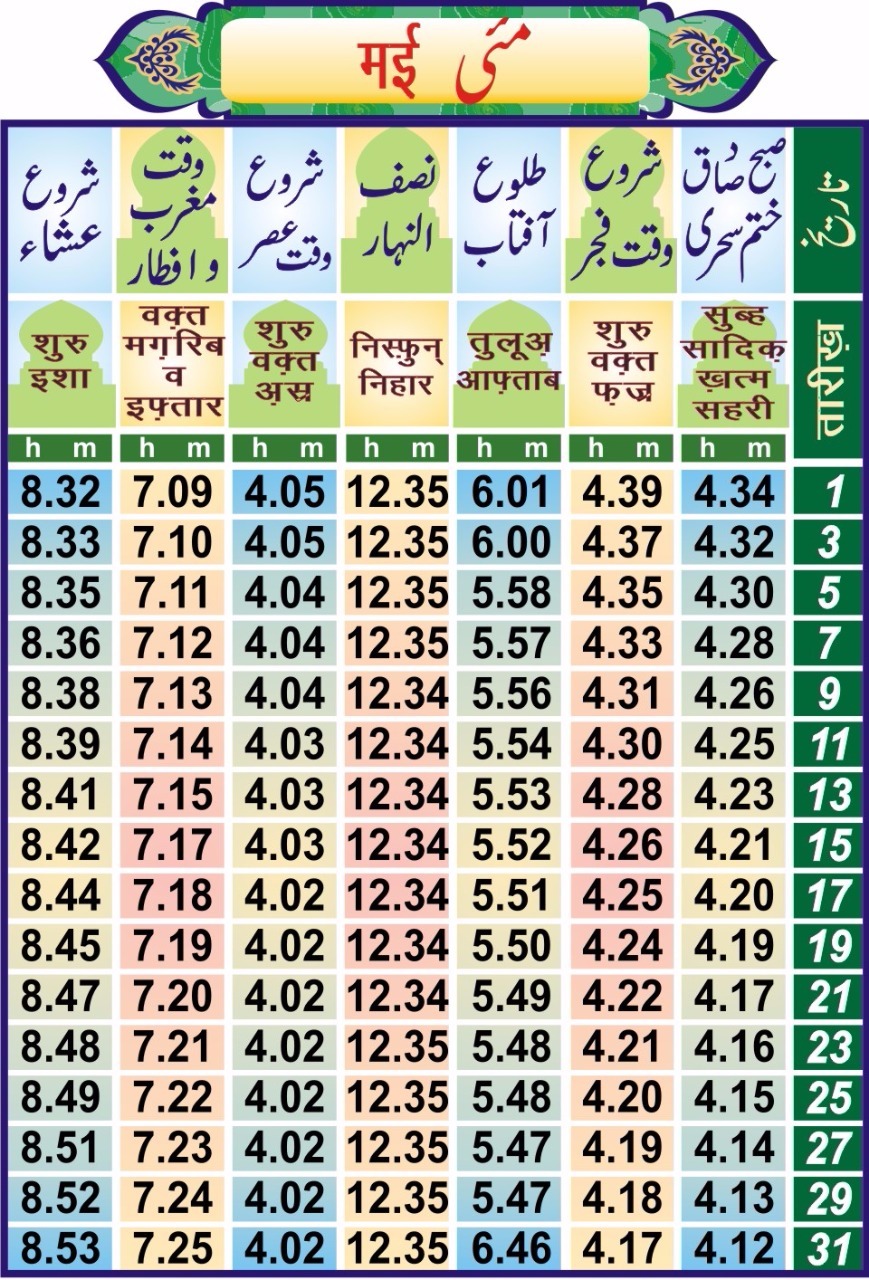 मई مئی
شروع عشاء
وقت مغرب و افطار
شروع وقت عصر
نصف النہار
طلوع آفتاب
شروع وقت فجر
صبح صادق ختم سحری
تاریخ
शुरु इशा
वक़्त मग़रिब व इफ़्तार
शुरु वक़्त अ़स्र
निस्फ़ुन् निहार
तुलूअ़ आफ़्ताब
शुरु वक़्त फ़ज्र
सुब्ह सादिक़ ख़त्म सहरी
तारीख़
h m h m h m h m h m h m h m
8.32 7.09 4.05 12.35 6.01 4.39 4.34 1
8.33 7.10 4.05 12.35 6.00 4.37 4.32 3
8.35 7.11 4.04 12.35 5.58 4.35 4.30 5
8.36 7.12 4.04 12.35 5.57 4.33 4.28 7
8.38 7.13 4.04 12.34 5.56 4.31 4.26 9
8.39 7.14 4.03 12.34 5.54 4.30 4.25 11
8.41 7.15 4.03 12.34 5.53 4.28 4.23 13
8.42 7.17 4.03 12.34 5.52 4.26 4.21 15
8.44 7.18 4.02 12.34 5.51 4.25 4.20 17
8.45 7.19 4.02 12.34 5.50 4.24 4.19 19
8.47 7.20 4.02 12.34 5.49 4.22 4.17 21
8.48 7.21 4.02 12.35 5.48 4.21 4.16 23
8.49 7.22 4.02 12.35 5.48 4.20 4.15 25
8.51 7.23 4.02 12.35 5.47 4.19 4.14 27
8.52 7.24 4.02 12.35 5.47 4.18 4.13 29
8.53 7.25 4.02 12.35 6.46 4.17 4.12 31